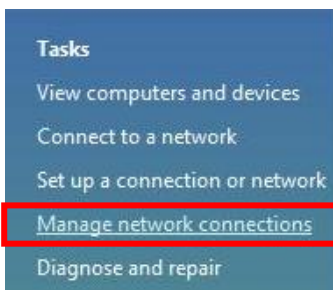 Tasks
View computers and devices
Connect to a network
Set up a connection or network
Manage network connections
Diagnose and repair